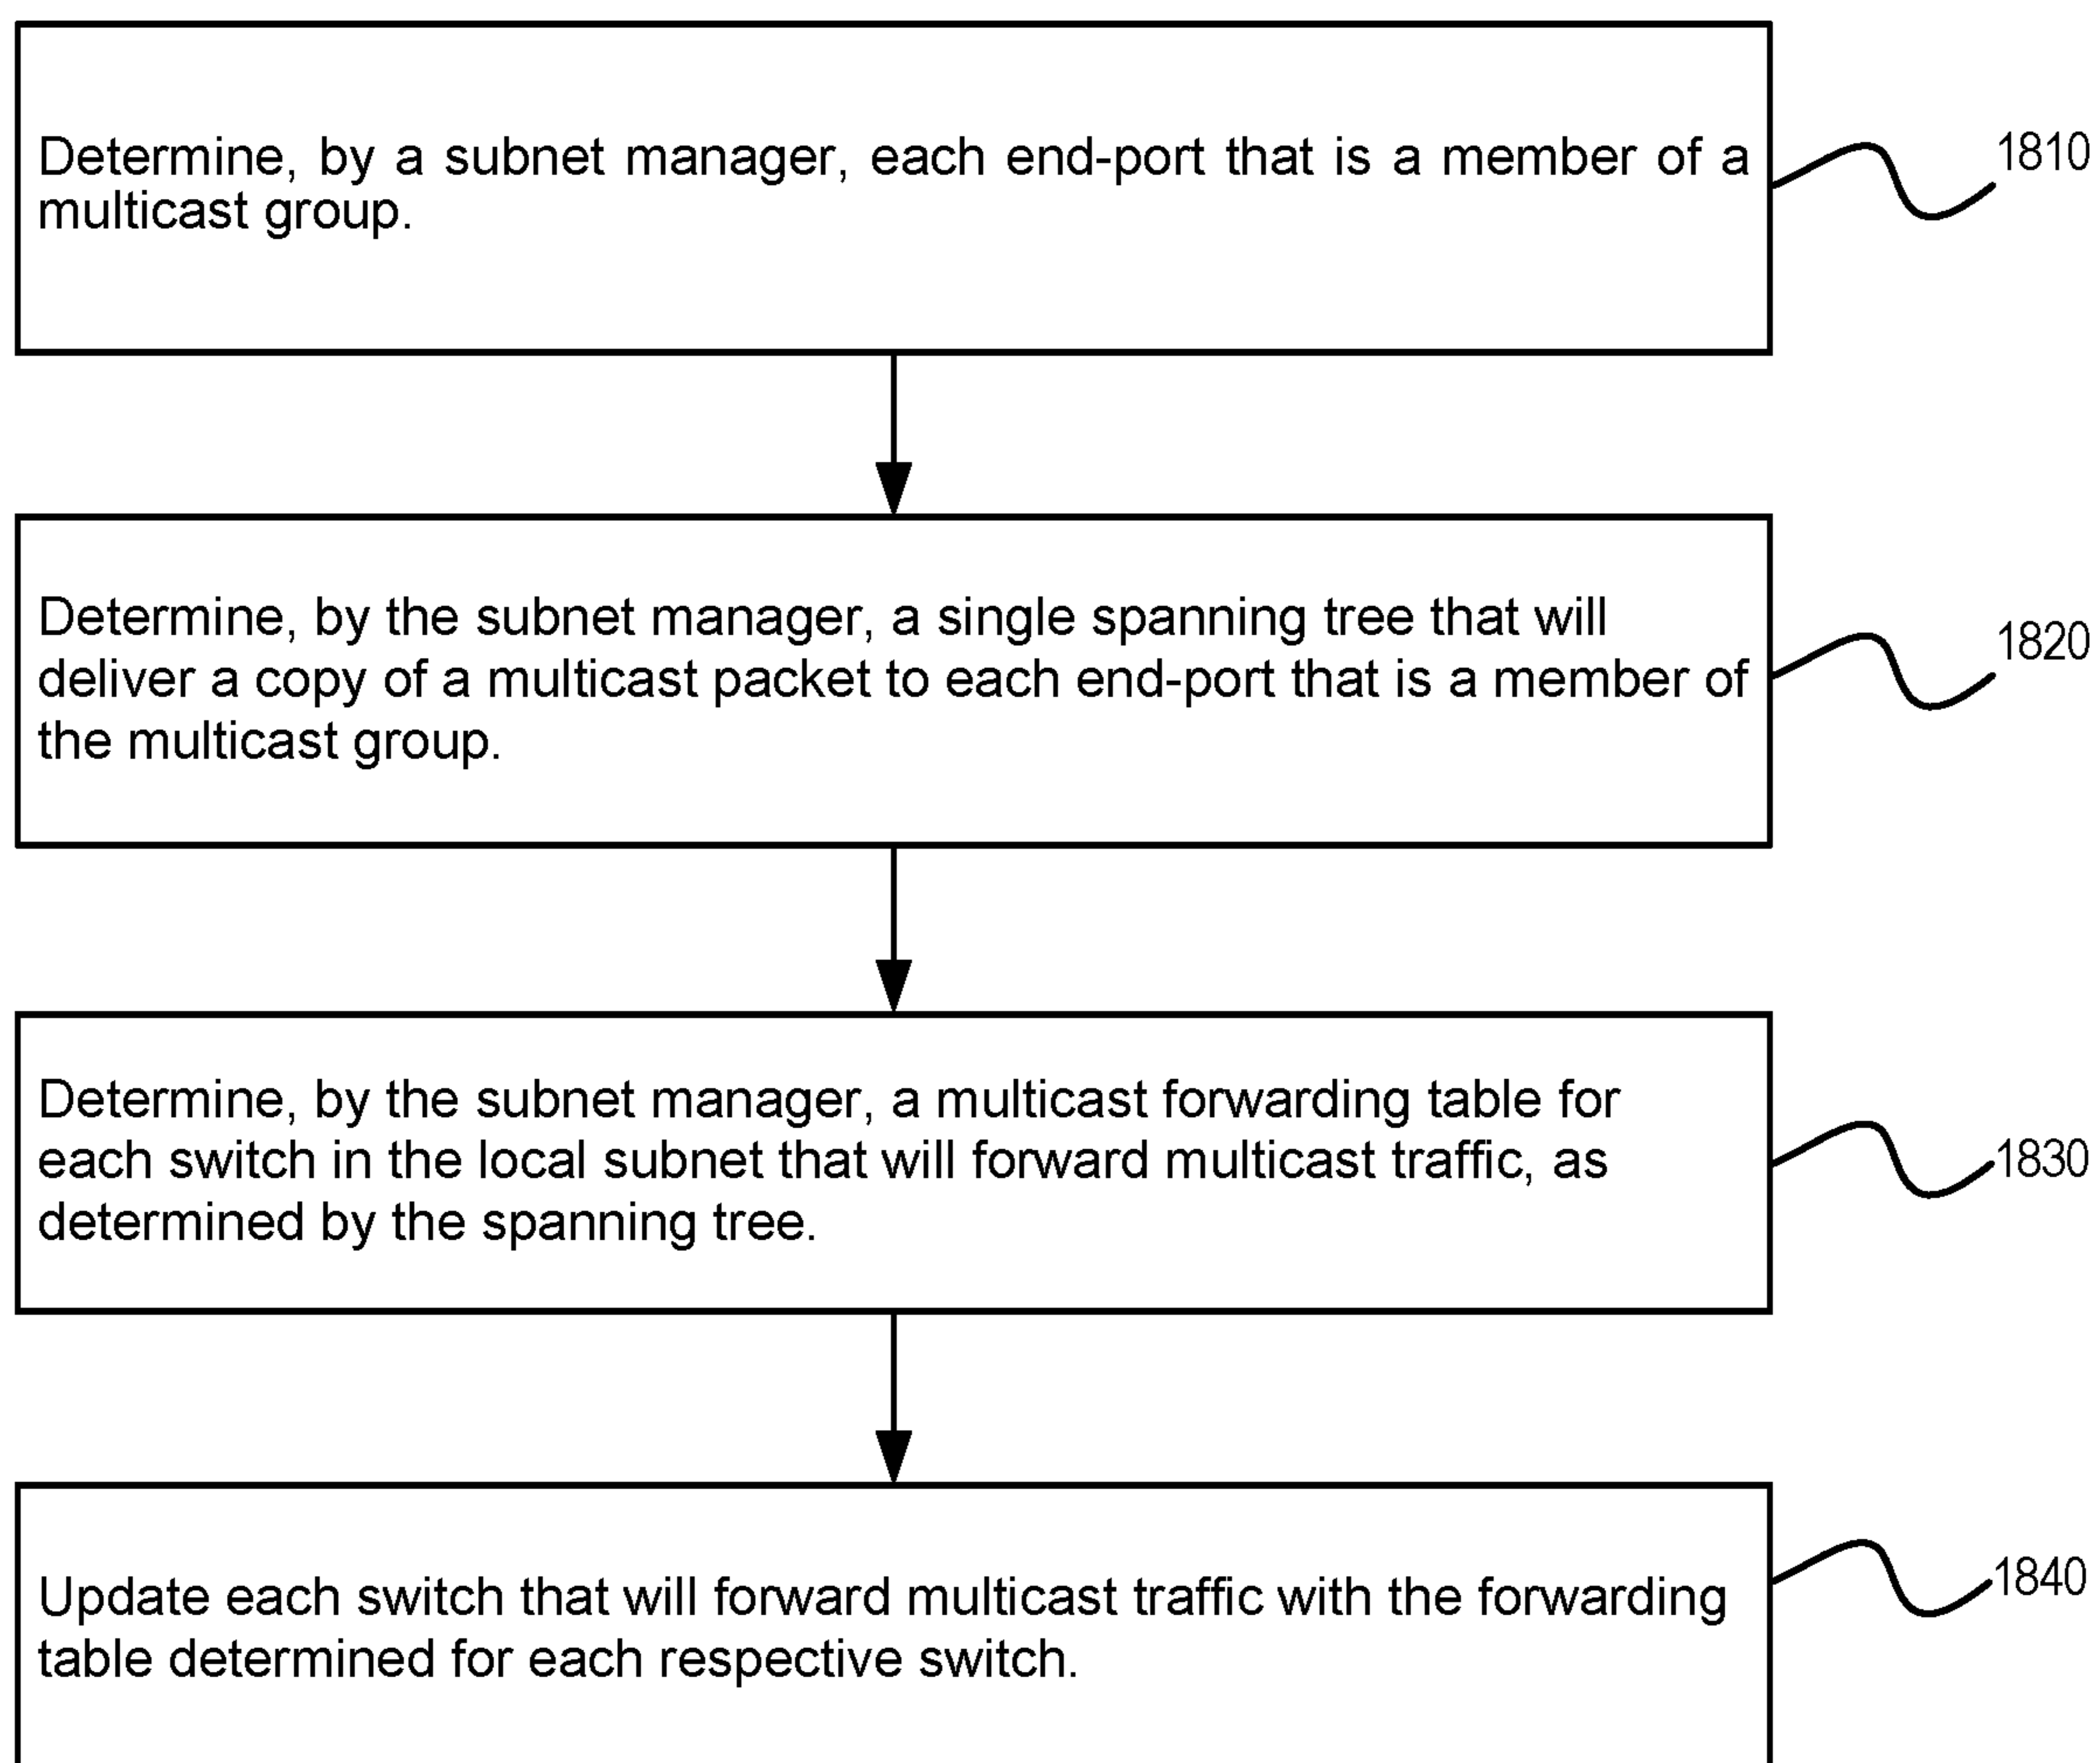 Determine, by a subnet manager, each end-port that is a member of a
multicast group.
1810
Determine, by the subnet manager, a single spanning tree that will
deliver a copy of a multicast packet to each end-port that is a member of
the multicast group.
1820
Determine, by the subnet manager, a multicast forwarding table for
each switch in the local subnet that will forward multicast traffic, as
determined by the spanning tree.
1830
Update each switch that will forward multicast traffic with the forwarding
table determined for each respective switch.
1840